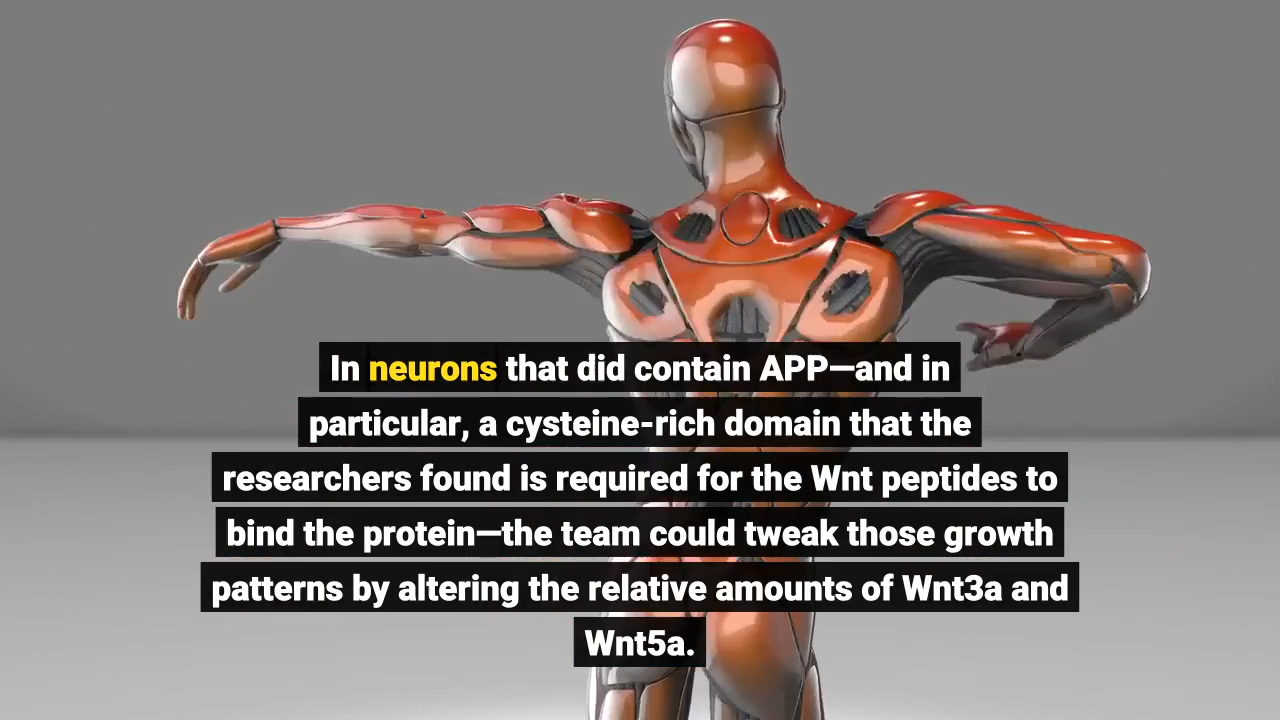 In neurons that did contain APP—and in
particular, a cysteine-rich domain that the
researchers found is required for the Wnt peptides to
bind the protein—the team could tweak those growth
patterns by altering the relative amounts of Wnt3a and
Wnt5a.